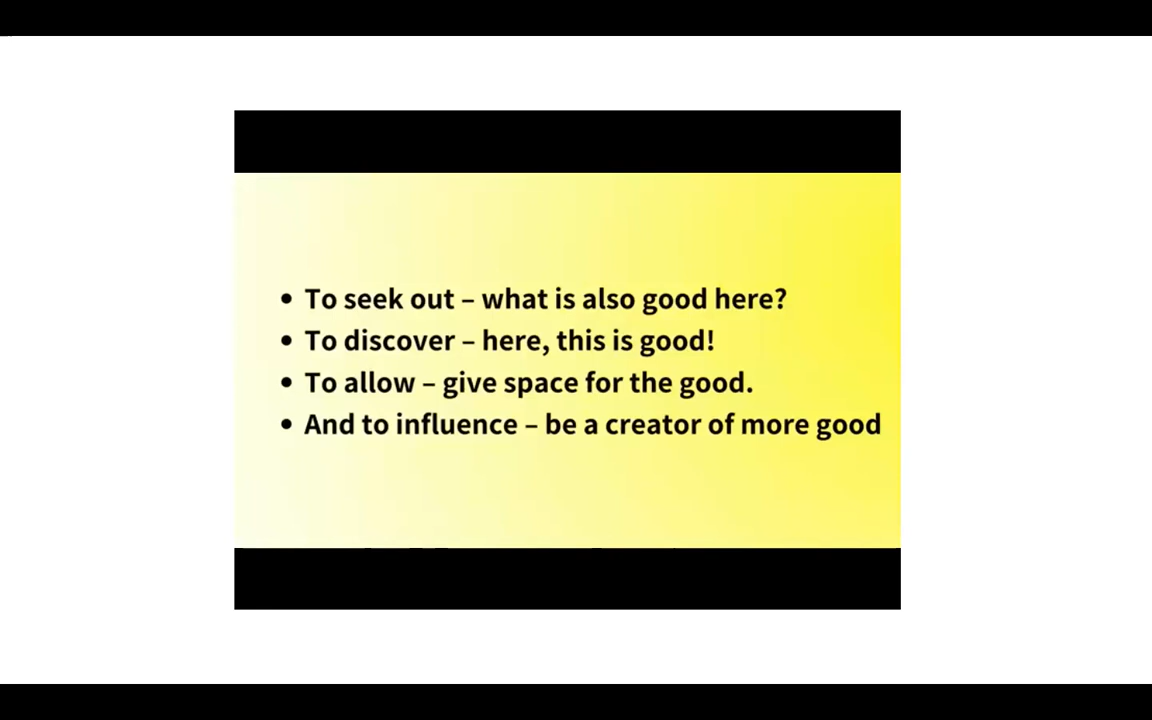 • To seek out – what is also good here?
• To discover – here, this is good!
• To allow – give space for the good.
• And to influence – be a creator of more good